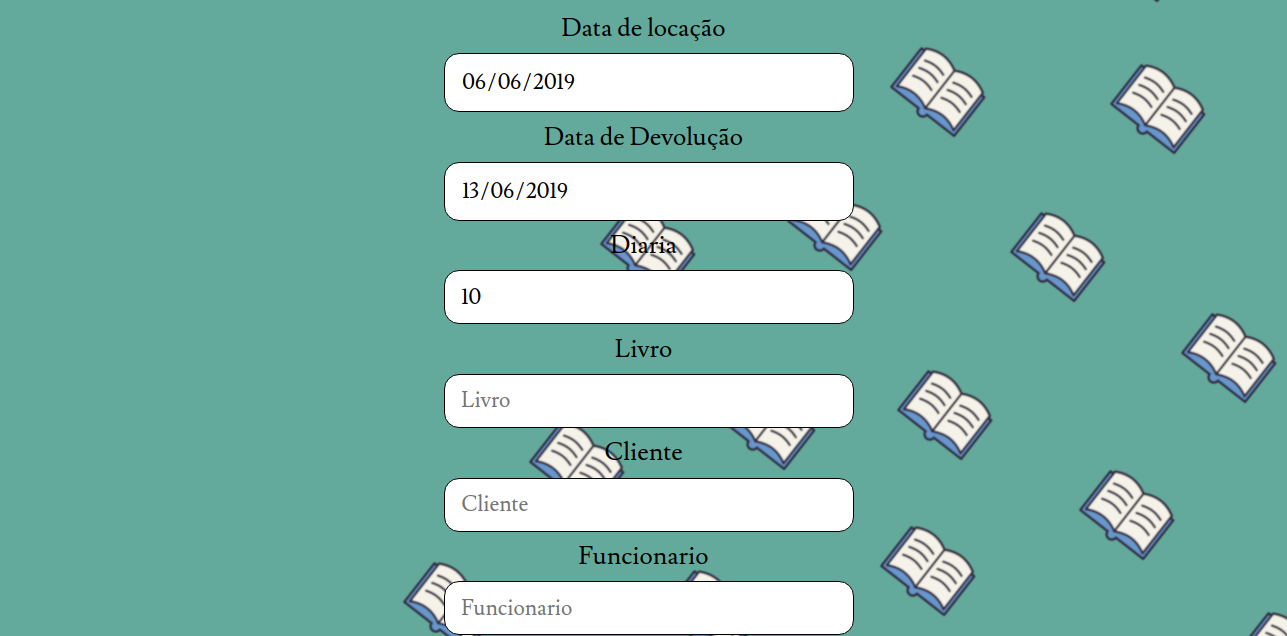 Data de locação
06/06/2019
Data de Devolução
13/06/2019
Diaria
10
Livro
Livro
Cliente
Cliente
Funcionario
Funcionario